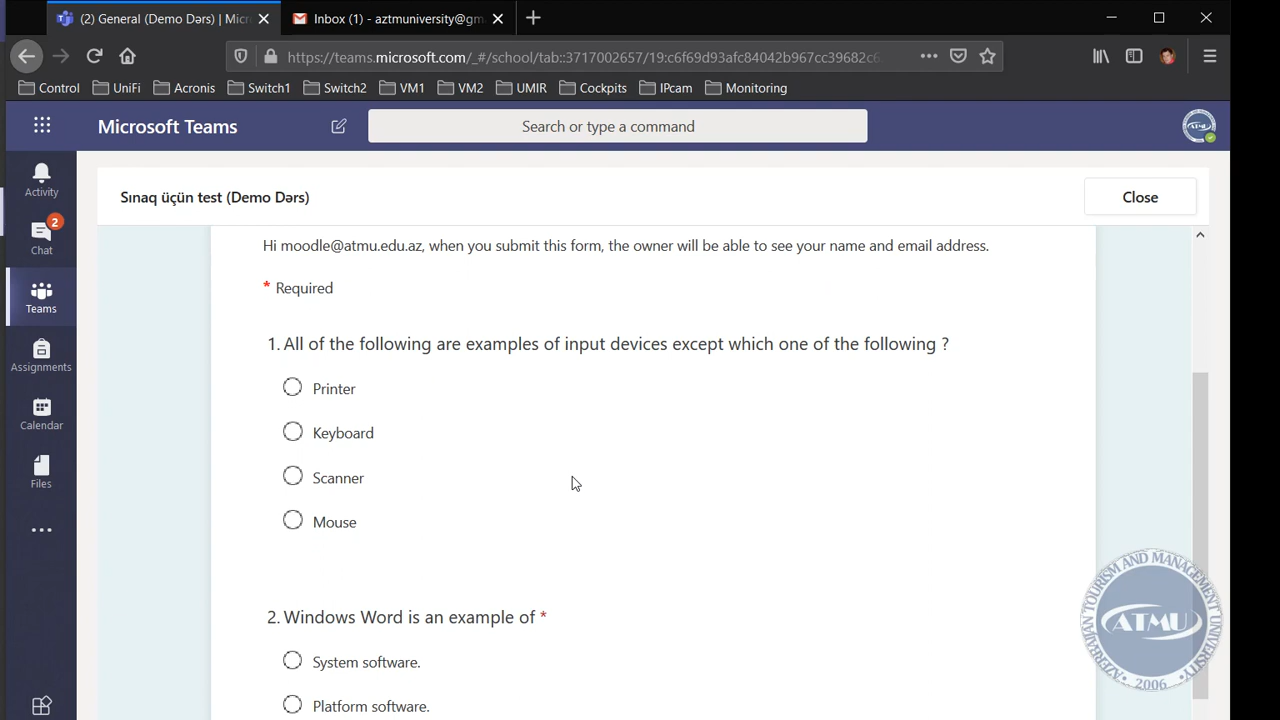 (2) General (Demo Dərs) | Micr
Inbox (1) - aztmuniversity@gm
https://teams.microsoft.com/_#/school/tab::3717002657/19:c6f69d93afc84042b967cc39682c6
Control
UniFi
Acronis
Switch1
Switch2
VM1
VM2
UMIR
Cockpits
IPcam
Monitoring
Microsoft Teams
Search or type a command
ATMU
Activity
2
Chat
Teams
Assignments
Calendar
Files
Sınaq üçün test (Demo Dərs)
Close
Hi moodle@atmu.edu.az, when you submit this form, the owner will be able to see your name and email address.
* Required
1. All of the following are examples of input devices except which one of the following ?
Printer
Keyboard
Scanner
Mouse
2. Windows Word is an example of *
System software.
Platform software.
AZERBAIJAN TOURISM AND MANAGEMENT UNIVERSITY
ATMU
2006